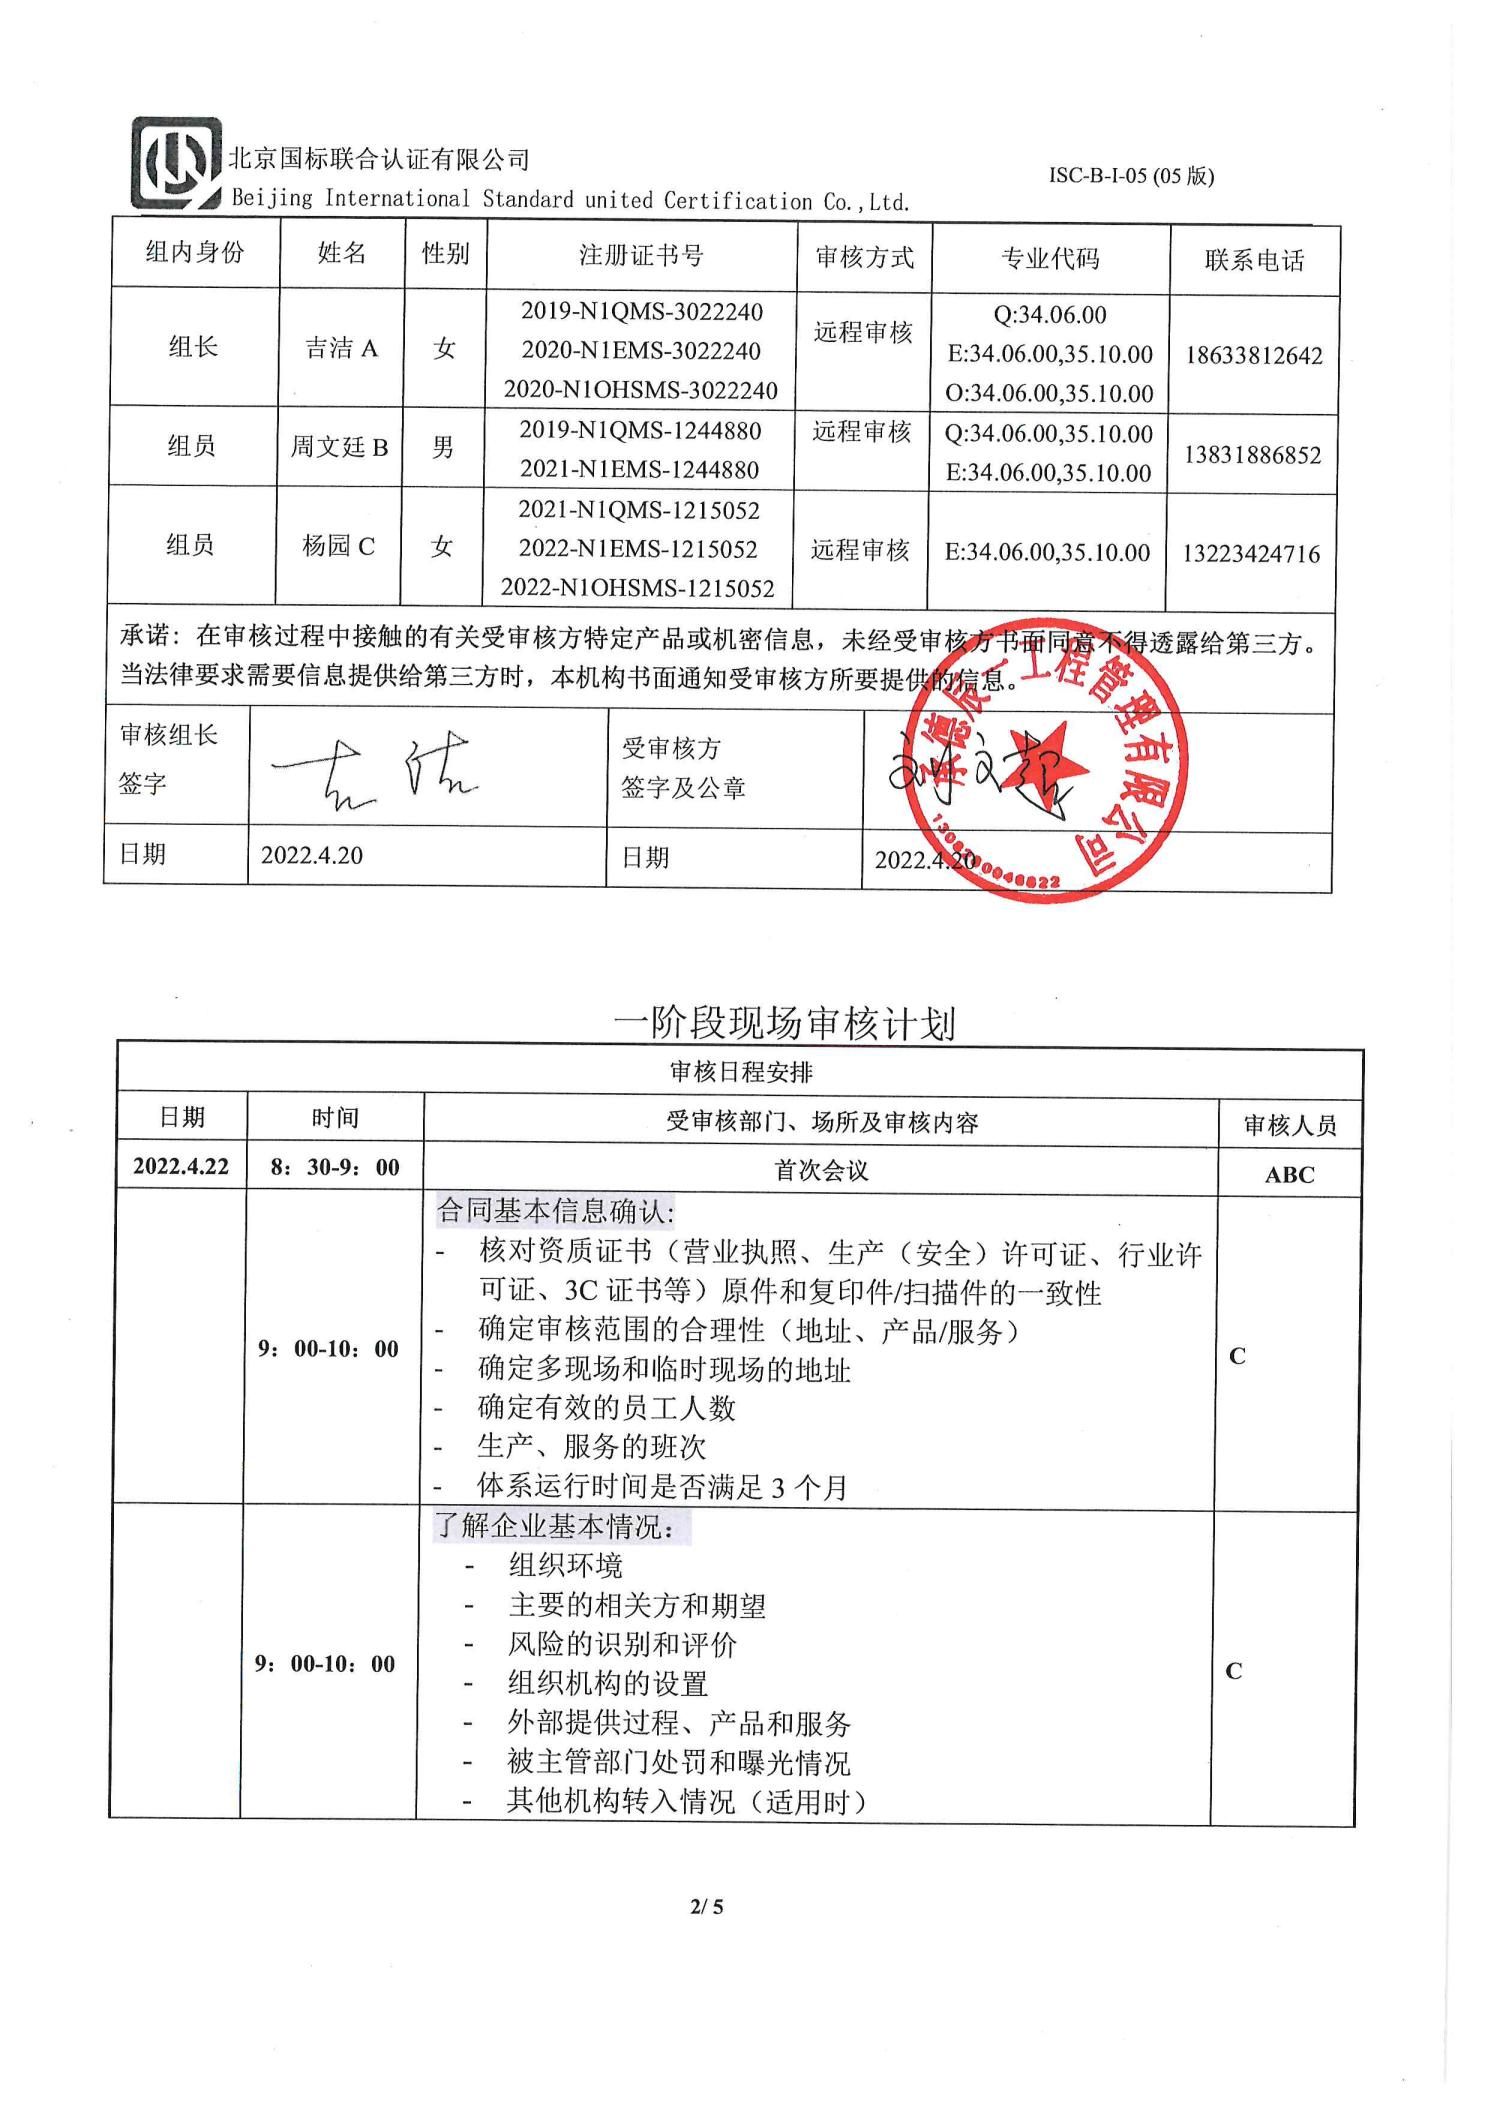 北京国标联合认证有限公司
ISC-B-I-05 (05 版)
Beijing International Standard united Certification Co.,Ltd.
组内身份 姓名 性别 注册证书号 审核方式 专业代码 联系电话
组长 吉洁 A 女 2019-N1QMS-3022240 远程审核 Q:34.06.00 18633812642
2020-N1EMS-3022240 E:34.06.00,35.10.00
2020-N1OHSMS-3022240 O:34.06.00,35.10.00
组员 周文廷 B 男 2019-N1QMS-1244880 远程审核 Q:34.06.00,35.10.00 13831886852
2021-N1EMS-1244880 E:34.06.00,35.10.00
组员 杨园 C 女 2021-N1QMS-1215052 远程审核 E:34.06.00,35.10.00 13223424716
2022-N1EMS-1215052
2022-N1OHSMS-1215052
承诺：在审核过程中接触的有关受审核方特定产品或机密信息，未经受审核方书面同意不得透露给第三方。
当法律要求需要信息提供给第三方时，本机构书面通知受审核方所要提供的信息。
审核组长
签字
吉洁
受审核方
签字及公章
承德辰一工程管理有限公司
日期 2022.4.20 日期 2022.4.20
一阶段现场审核计划
审核日程安排
日期 时间 受审核部门、场所及审核内容 审核人员
2022.4.22 8：30-9：00 首次会议 ABC
合同基本信息确认:
- 核对资质证书（营业执照、生产（安全）许可证、行业许
可证、3C 证书等）原件和复印件/扫描件的一致性
- 确定审核范围的合理性（地址、产品/服务）
9：00-10：00 C
- 确定多现场和临时现场的地址
- 确定有效的员工人数
- 生产、服务的班次
- 体系运行时间是否满足 3 个月
了解企业基本情况：
- 组织环境
- 主要的相关方和期望
- 风险的识别和评价
9：00-10：00 C
- 组织机构的设置
- 外部提供过程、产品和服务
- 被主管部门处罚和曝光情况
- 其他机构转入情况（适用时）
2/ 5